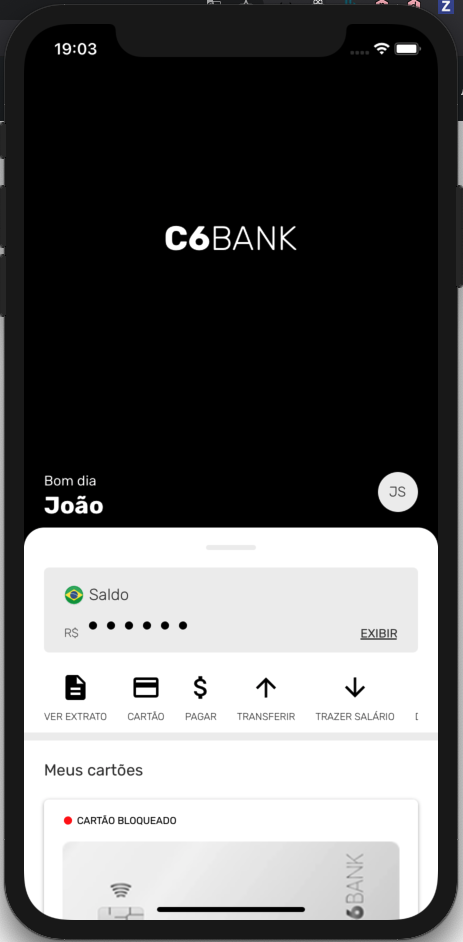 Z
19:03
C6BANK
Bom dia
João
JS
Saldo
R$ ● ● ● ● ● ●
EXIBIR
VER EXTRATO CARTÃO PAGAR TRANSFERIR TRAZER SALÁRIO
Meus cartões
CARTÃO BLOQUEADO
6BANK